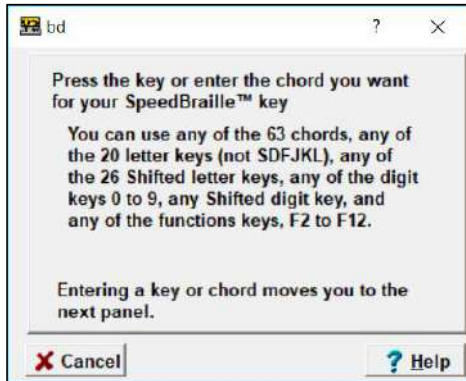 bd ? ×
Press the key or enter the chord you want
for your SpeedBraille™ key
You can use any of the 63 chords, any of
the 20 letter keys (not SDFJKL), any of
the 26 Shifted letter keys, any of the digit
keys 0 to 9, any Shifted digit key, and
any of the functions keys, F2 to F12.
Entering a key or chord moves you to the
next panel.
Cancel
Help